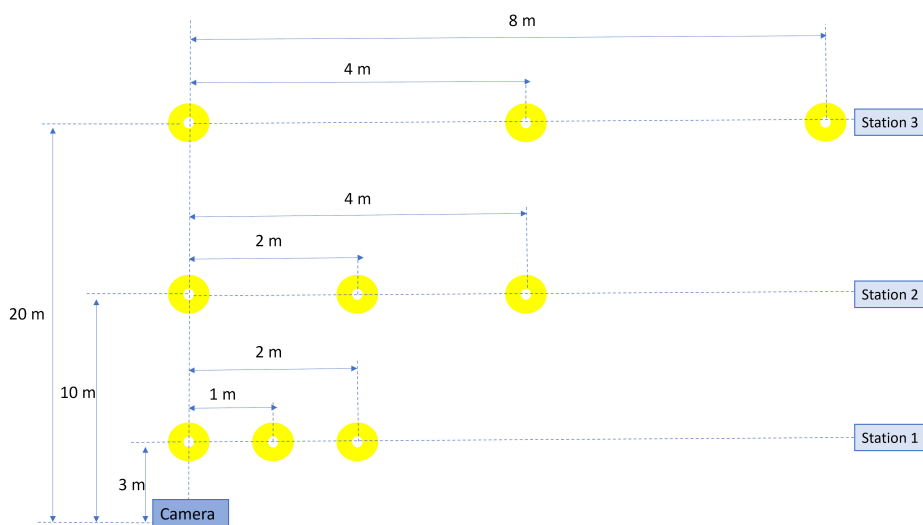 8 m
4 m
Station 3
4 m
2 m
Station 2
20 m
2 m
10 m
1 m
Station 1
3 m
Camera